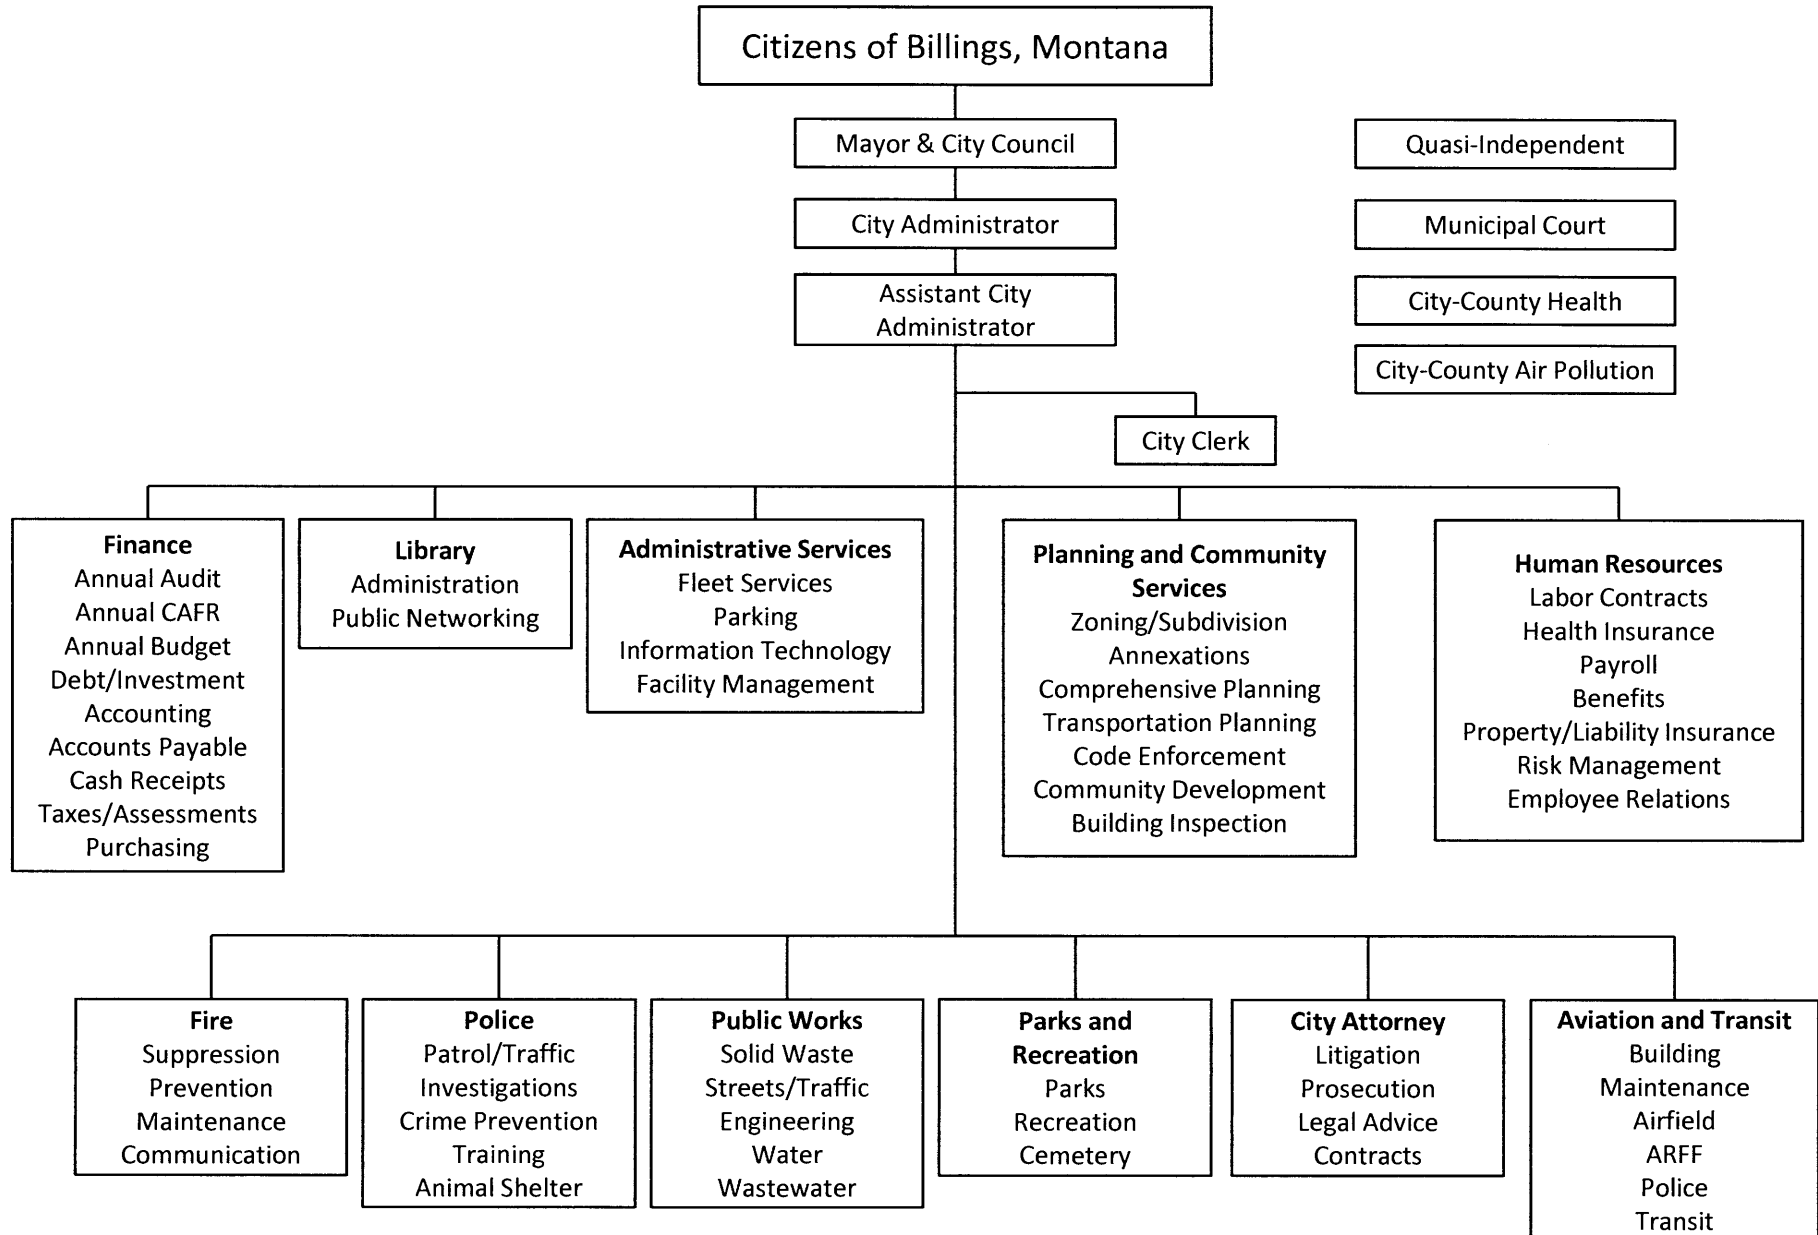 Citizens of Billings, Montana
Mayor & City Council
Quasi-Independent
City Administrator
Municipal Court
Assistant City
Administrator
City-County Health
City-County Air Pollution
City Clerk
Finance
Annual Audit
Annual CAFR
Annual Budget
Debt/Investment
Accounting
Accounts Payable
Cash Receipts
Taxes/Assessments
Purchasing
Library
Administration
Public Networking
Administrative Services
Fleet Services
Parking
Information Technology
Facility Management
Planning and Community
Services
Zoning/Subdivision
Annexations
Comprehensive Planning
Transportation Planning
Code Enforcement
Community Development
Building Inspection
Human Resources
Labor Contracts
Health Insurance
Payroll
Benefits
Property/Liability Insurance
Risk Management
Employee Relations
Fire
Suppression
Prevention
Maintenance
Communication
Police
Patrol/Traffic
Investigations
Crime Prevention
Training
Animal Shelter
Public Works
Solid Waste
Streets/Traffic
Engineering
Water
Wastewater
Parks and
Recreation
Parks
Recreation
Cemetery
City Attorney
Litigation
Prosecution
Legal Advice
Contracts
Aviation and Transit
Building
Maintenance
Airfield
ARFF
Police
Transit